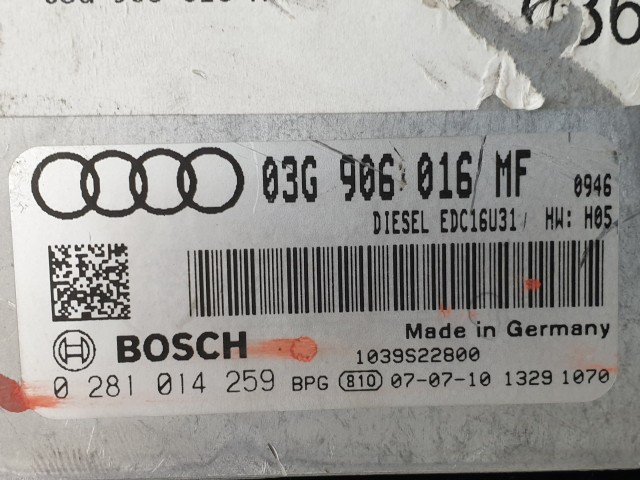 036
03G 906 016 MF 0946
DIESEL EDC16U31 HW: H05
BOSCH
Made in Germany
1039S22800
0 281 014 259 BPG 810 07-07-10 1329 1070